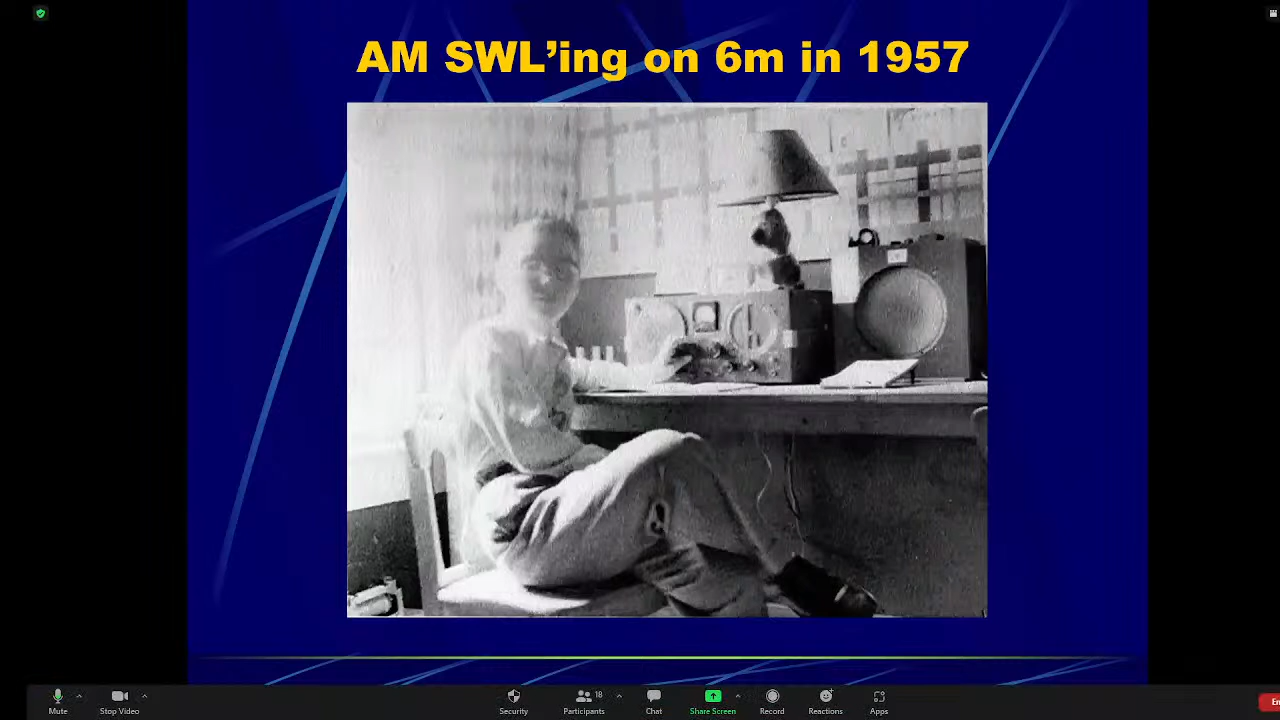 AM SWL’ing on 6m in 1957
Mute
Stop Video
Security
Participants
18
Chat
Share Screen
Record
Reactions
Apps